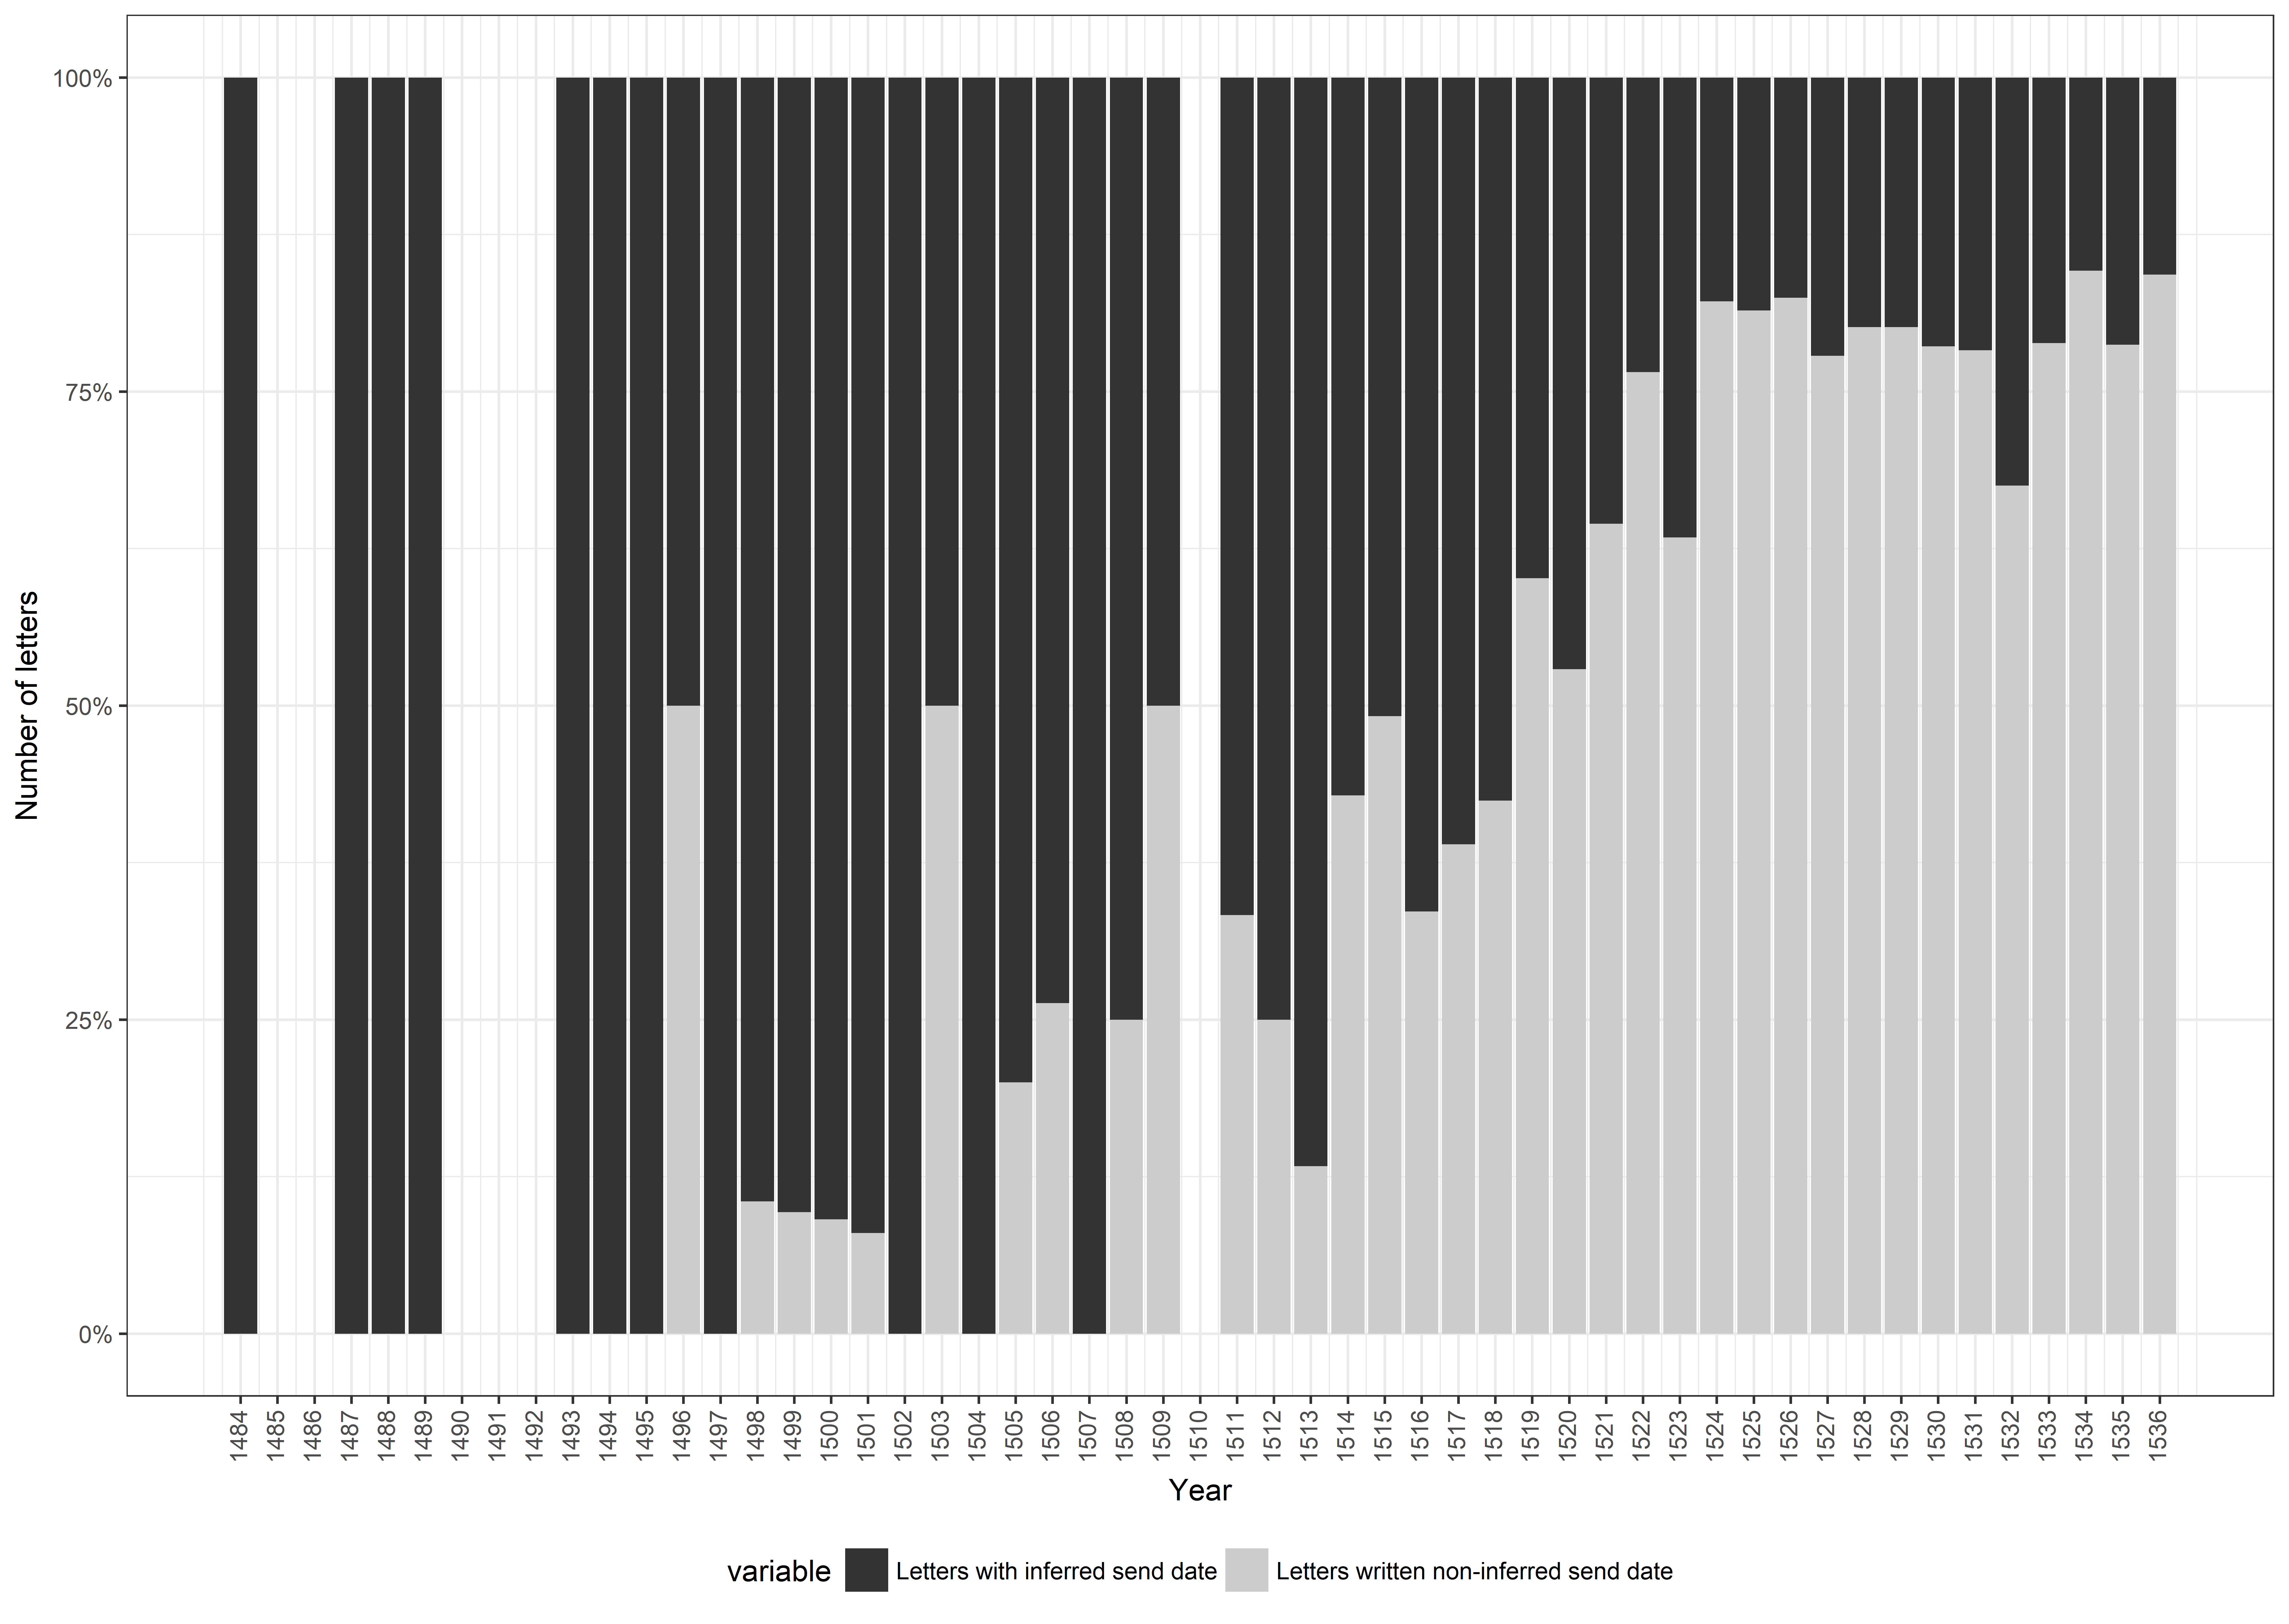 Number of letters
100%
75%
50%
25%
0%
1484 1485 1486 1487 1488 1489 1490 1491 1492 1493 1494 1495 1496 1497 1498 1499 1500 1501 1502 1503 1504 1505 1506 1507 1508 1509 1510 1511 1512 1513 1514 1515 1516 1517 1518 1519 1520 1521 1522 1523 1524 1525 1526 1527 1528 1529 1530 1531 1532 1533 1534 1535 1536
Year
variable Letters with inferred send date Letters written non-inferred send date